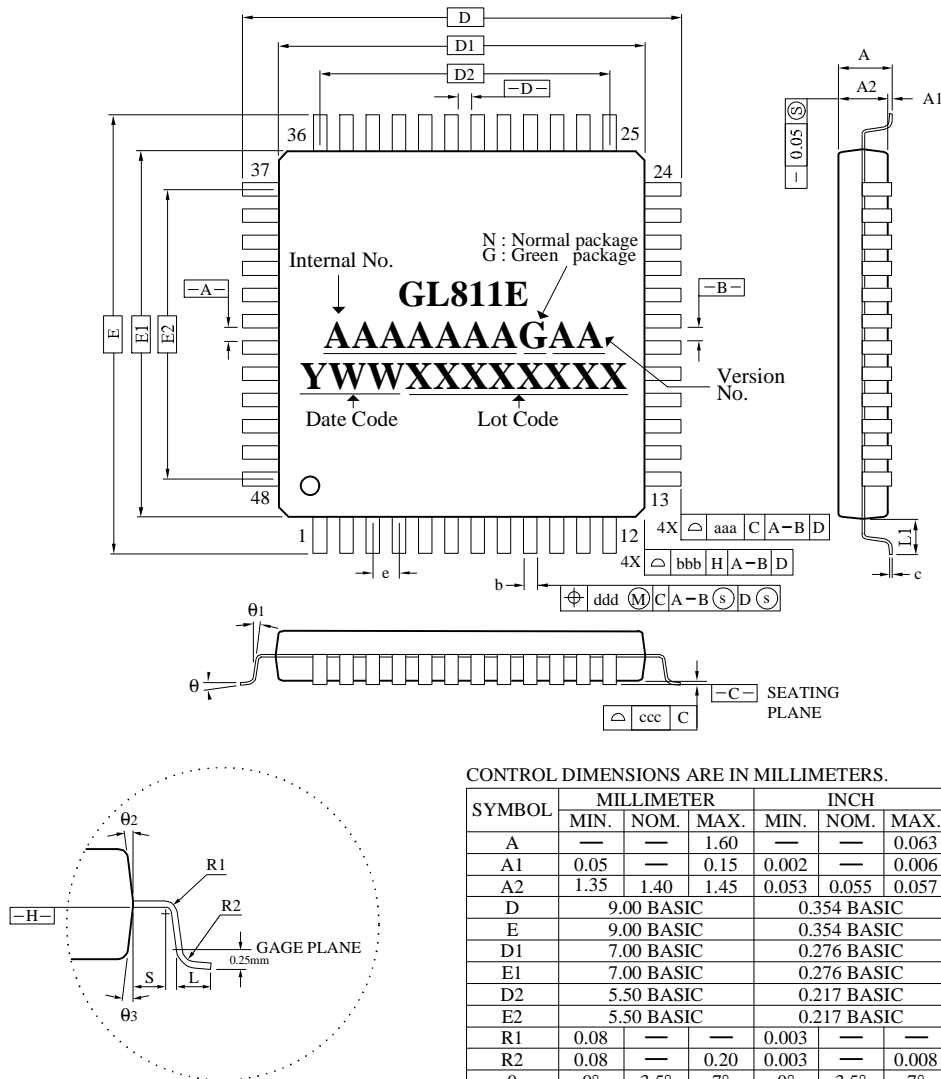 D
D1
D2
−D−
36
25
37
24
A
A2
A1
− 0.05 Ⓢ
N : Normal package
G : Green package
Internal No.
−A−
−B−
GL811E
AAAAAAAGAA
YWWXXXXXXXX
Version
No.
Date Code
Lot Code
E
E1
E2
48
13
1
12
4X ⌓ aaa C A−B D
4X ⌓ bbb H A−B D
e
b
⌖ ddd Ⓜ C A−B ⓢ D ⓢ
L1
c
θ1
θ
−C− SEATING
PLANE
⌓ ccc C
θ2
R1
R2
−H−
GAGE PLANE
0.25mm
S
L
θ3
CONTROL DIMENSIONS ARE IN MILLIMETERS.
SYMBOL MILLIMETER INCH
MIN. NOM. MAX. MIN. NOM. MAX.
A — — 1.60 — — 0.063
A1 0.05 — 0.15 0.002 — 0.006
A2 1.35 1.40 1.45 0.053 0.055 0.057
D 9.00 BASIC 0.354 BASIC
E 9.00 BASIC 0.354 BASIC
D1 7.00 BASIC 0.276 BASIC
E1 7.00 BASIC 0.276 BASIC
D2 5.50 BASIC 0.217 BASIC
E2 5.50 BASIC 0.217 BASIC
R1 0.08 — — 0.003 — —
R2 0.08 — 0.20 0.003 — 0.008